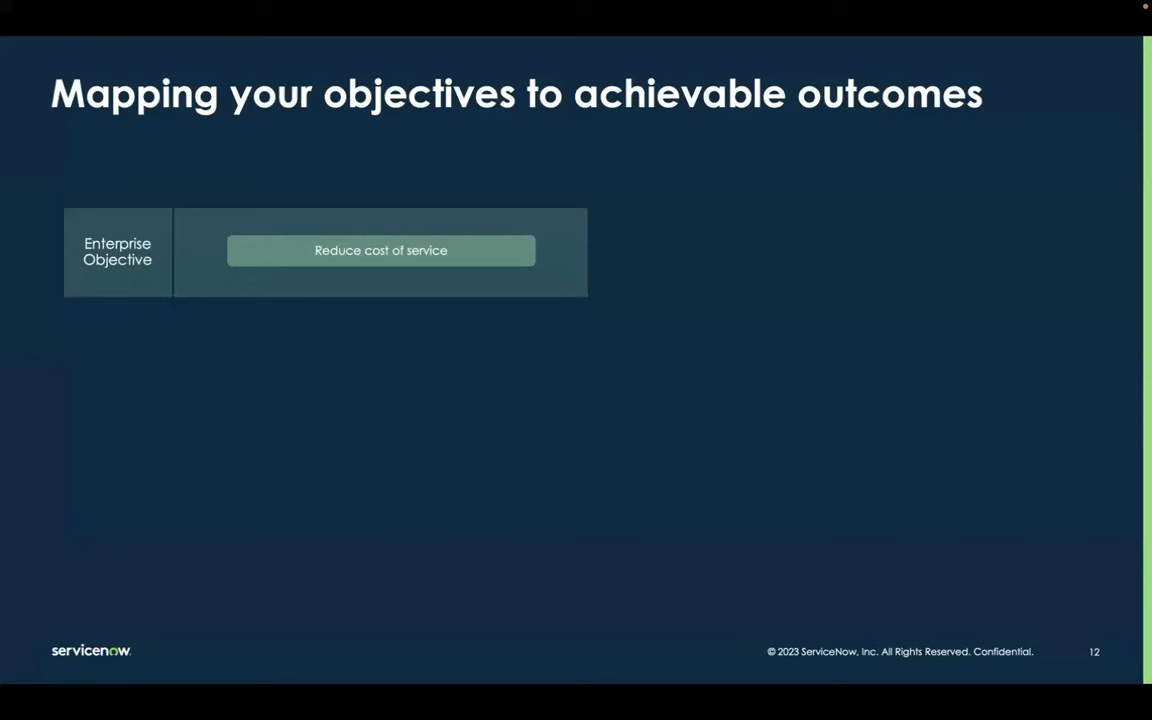 Mapping your objectives to achievable outcomes
Enterprise
Objective
Reduce cost of service
servicenow.
© 2023 ServiceNow, Inc. All Rights Reserved. Confidential.
12